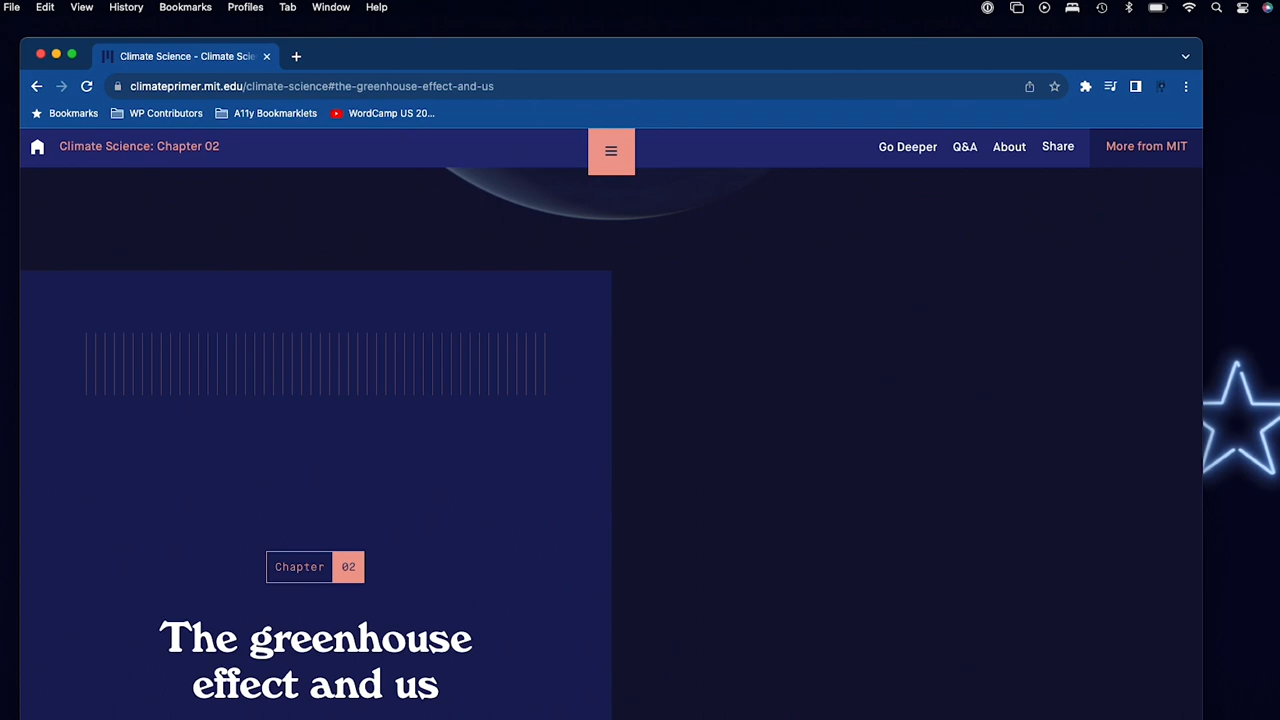 File Edit View History Bookmarks Profiles Tab Window Help
Climate Science - Climate Scie
climateprimer.mit.edu/climate-science#the-greenhouse-effect-and-us
Bookmarks WP Contributors A11y Bookmarklets WordCamp US 20...
Climate Science: Chapter 02 Go Deeper Q&A About Share More from MIT
Chapter 02
The greenhouse
effect and us